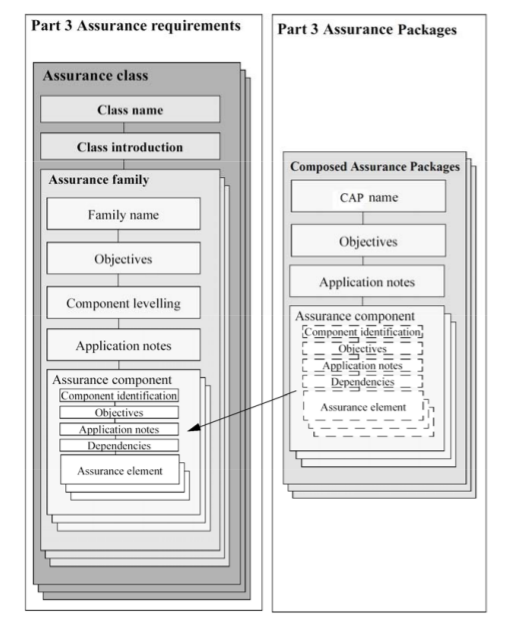 Part 3 Assurance requirements
Assurance class
Class name
Class introduction
Assurance family
Family name
Objectives
Component levelling
Application notes
Assurance component
Component identification
Objectives
Application notes
Dependencies
Assurance element
Part 3 Assurance Packages
Composed Assurance Packages
CAP name
Objectives
Application notes
Assurance component
Component identification
Objectives
Application notes
Dependencies
Assurance element